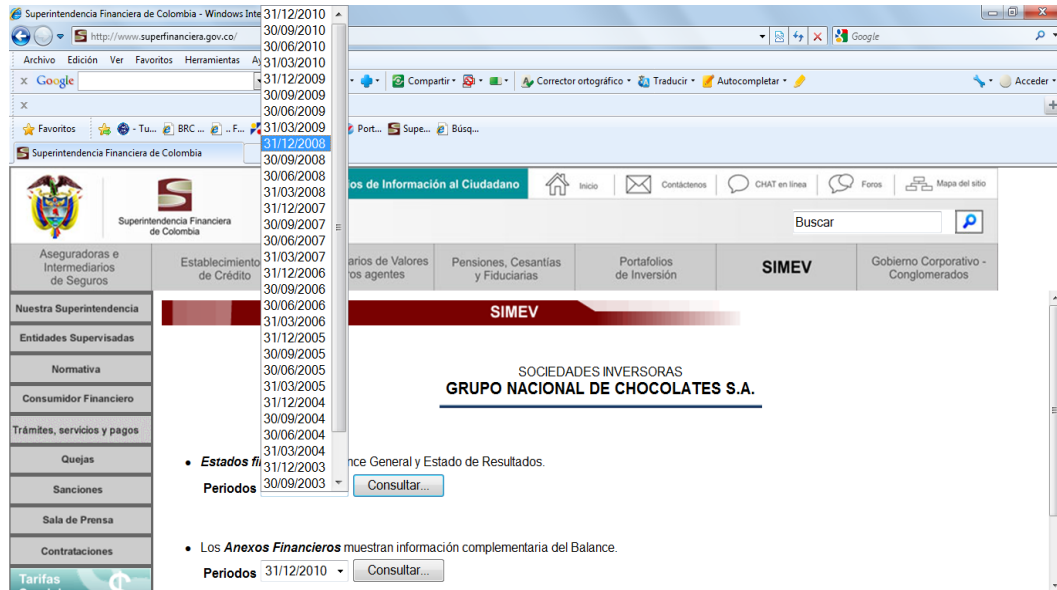 Superintendencia Financiera de Colombia - Windows Inte
http://www.superfinanciera.gov.co/
Google
Archivo Edición Ver Favoritos Herramientas Ay
x Google
Compartir
Corrector ortográfico
Traducir
Autocompletar
Acceder
x
Favoritos
- Tu...
BRC ...
.. F...
Port...
Supe...
Búsq...
Superintendencia Financiera de Colombia
31/12/2010
30/09/2010
30/06/2010
31/03/2010
31/12/2009
30/09/2009
30/06/2009
31/03/2009
31/12/2008
30/09/2008
30/06/2008
31/03/2008
31/12/2007
30/09/2007
30/06/2007
31/03/2007
31/12/2006
30/09/2006
30/06/2006
31/03/2006
31/12/2005
30/09/2005
30/06/2005
31/03/2005
31/12/2004
30/09/2004
30/06/2004
31/03/2004
31/12/2003
30/09/2003
Superintendencia Financiera
de Colombia
os de Información al Ciudadano
Inicio
Contáctenos
CHAT en línea
Foros
Mapa del sitio
Buscar
Aseguradoras e
Intermediarios
de Seguros
Establecimiento
de Crédito
arios de Valores
ros agentes
Pensiones, Cesantías
y Fiduciarias
Portafolios
de Inversión
SIMEV
Gobierno Corporativo -
Conglomerados
Nuestra Superintendencia
Entidades Supervisadas
Normativa
Consumidor Financiero
Trámites, servicios y pagos
Quejas
Sanciones
Sala de Prensa
Contrataciones
Tarifas
SIMEV
SOCIEDADES INVERSORAS
GRUPO NACIONAL DE CHOCOLATES S.A.
• Estados fi nce General y Estado de Resultados.
Periodos Consultar...
• Los Anexos Financieros muestran información complementaria del Balance.
Periodos 31/12/2010 Consultar...